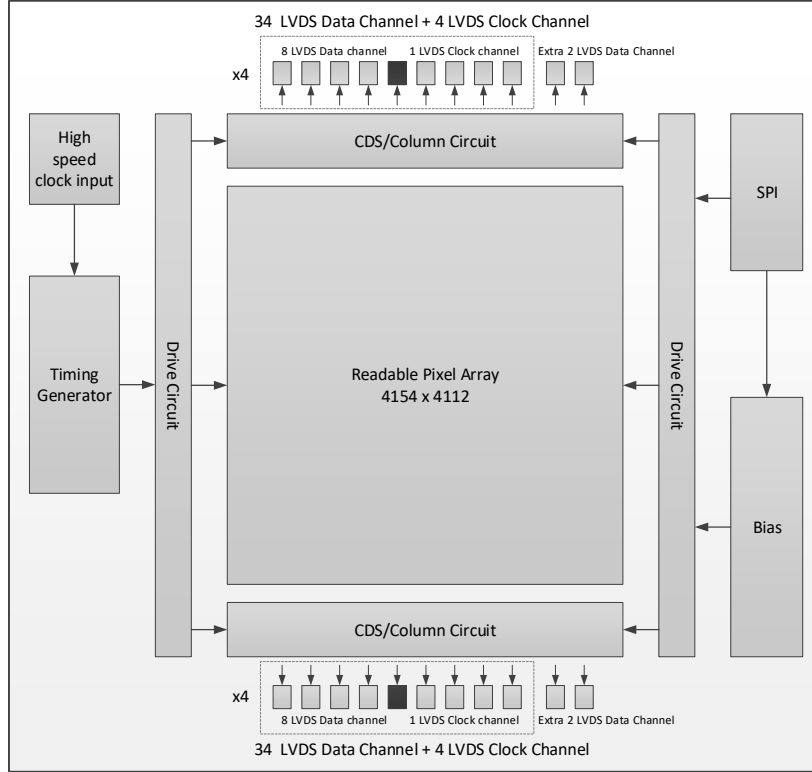 34 LVDS Data Channel + 4 LVDS Clock Channel
8 LVDS Data channel
1 LVDS Clock channel
Extra 2 LVDS Data Channel
x4
High
speed
clock input
CDS/Column Circuit
SPI
Timing
Generator
Drive Circuit
Readable Pixel Array
4154 x 4112
Drive Circuit
Bias
CDS/Column Circuit
x4
8 LVDS Data channel
1 LVDS Clock channel
Extra 2 LVDS Data Channel
34 LVDS Data Channel + 4 LVDS Clock Channel